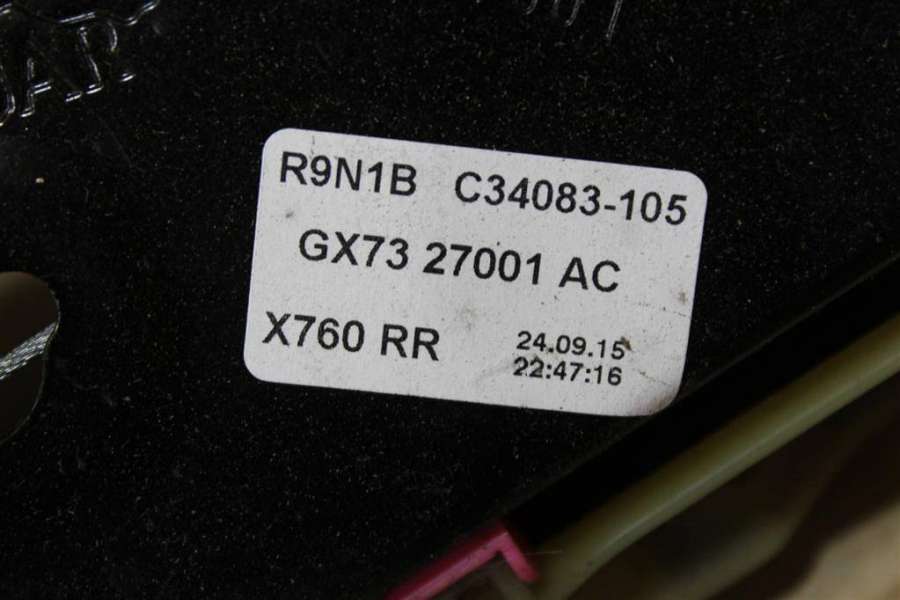 R9N1B C34083-105
GX73 27001 AC
X760 RR
24.09.15
22:47:16